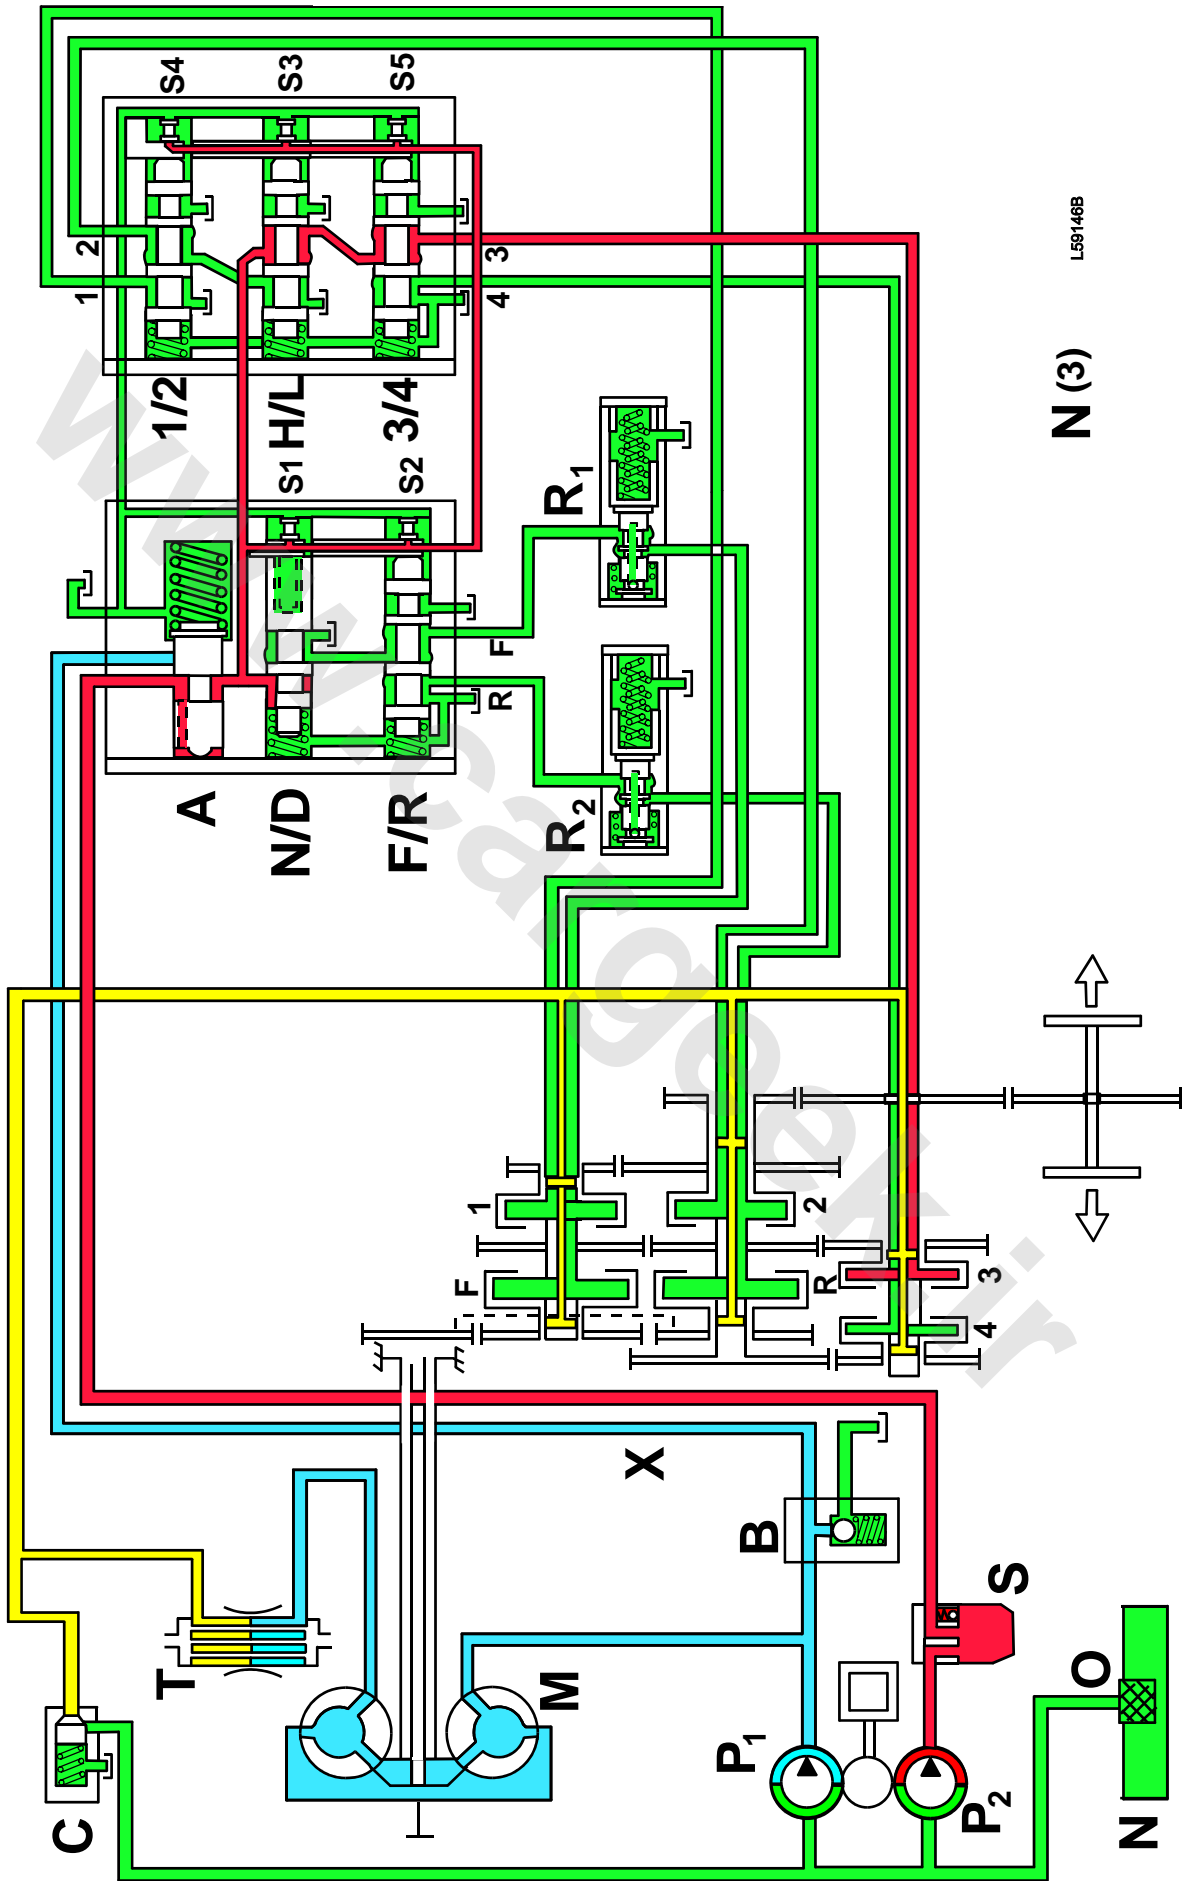 S4
S3
S5
2
1
3
4
1/2
H/L
3/4
S1
S2
L59146B
N (3)
R1
R2
F
R
A
N/D
F/R
1
2
F
R
3
4
X
B
S
T
M
O
P1
P2
C
N
www.cargeek.ir